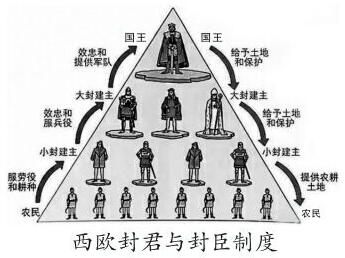 国王
国王
效忠和
提供军队
给予土地
和保护
大封建主
大封建主
效忠和
服兵役
给予土地
和保护
小封建主
小封建主
服劳役
和耕种
提供农耕
土地
农民
农民
西欧封君与封臣制度